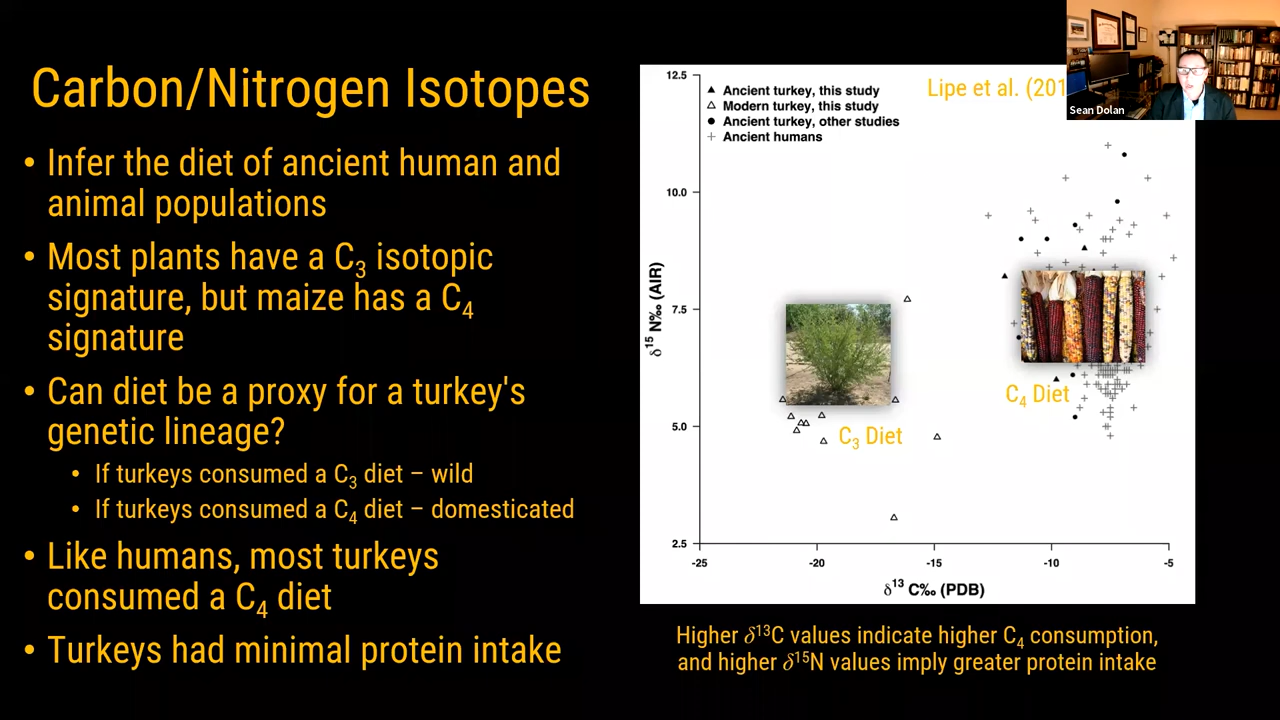 Carbon/Nitrogen Isotopes
• Infer the diet of ancient human and
animal populations
• Most plants have a C₃ isotopic
signature, but maize has a C₄
signature
• Can diet be a proxy for a turkey's
genetic lineage?
• If turkeys consumed a C₃ diet – wild
• If turkeys consumed a C₄ diet – domesticated
• Like humans, most turkeys
consumed a C₄ diet
• Turkeys had minimal protein intake
Lipe et al. (201
Sean Dolan
▲ Ancient turkey, this study
△ Modern turkey, this study
● Ancient turkey, other studies
+ Ancient humans
12.5
10.0
7.5
5.0
2.5
δ¹⁵ N‰ (AIR)
C₃ Diet
C₄ Diet
-25 -20 -15 -10 -5
δ¹³ C‰ (PDB)
Higher δ¹³C values indicate higher C₄ consumption,
and higher δ¹⁵N values imply greater protein intake